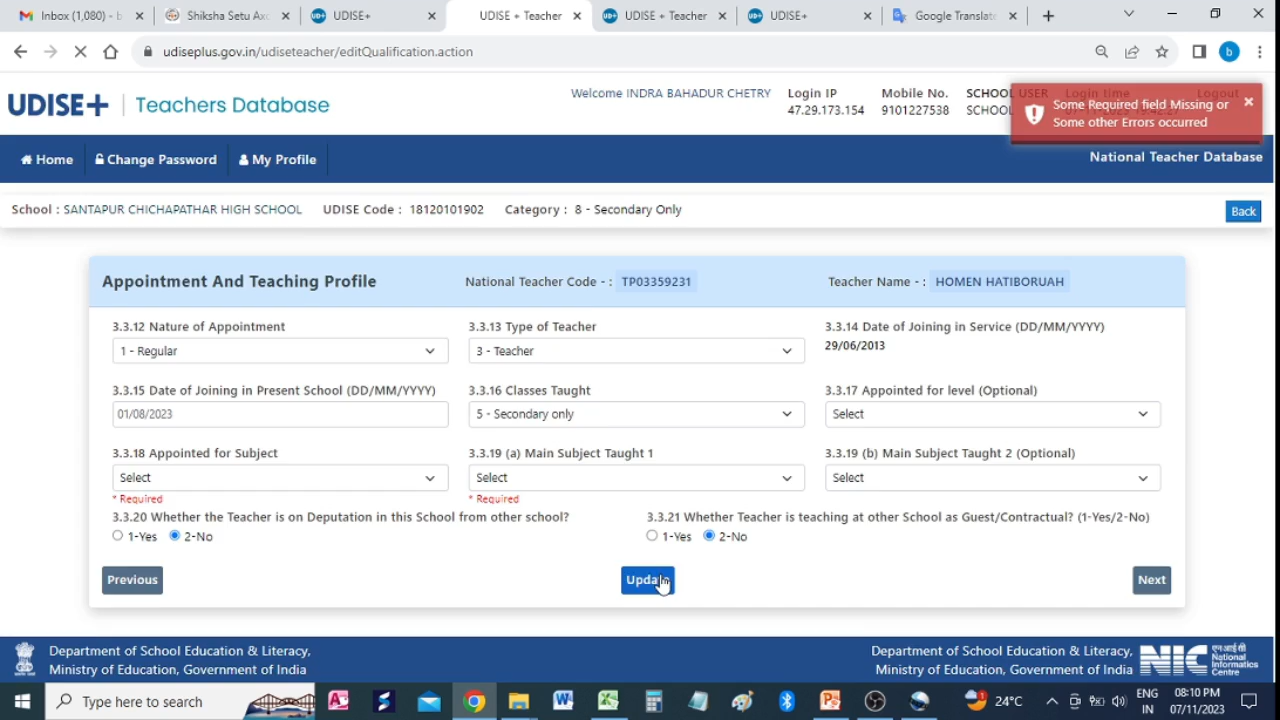 Inbox (1,080) - b
Shiksha Setu Axo
UDISE+
UDISE + Teacher
UDISE + Teacher
UDISE+
Google Translate
udiseplus.gov.in/udiseteacher/editQualification.action
b
UDISE+ | Teachers Database
Welcome INDRA BAHADUR CHETRY
Login IP
47.29.173.154
Mobile No.
9101227538
SCHOOL USER
SCHOOL
Login time
Logout
Some Required field Missing or
Some other Errors occurred
Home
Change Password
My Profile
National Teacher Database
School : SANTAPUR CHICHAPATHAR HIGH SCHOOL UDISE Code : 18120101902 Category : 8 - Secondary Only
Back
Appointment And Teaching Profile National Teacher Code - : TP03359231 Teacher Name - : HOMEN HATIBORUAH
3.3.12 Nature of Appointment
1 - Regular
3.3.13 Type of Teacher
3 - Teacher
3.3.14 Date of Joining in Service (DD/MM/YYYY)
29/06/2013
3.3.15 Date of Joining in Present School (DD/MM/YYYY)
01/08/2023
3.3.16 Classes Taught
5 - Secondary only
3.3.17 Appointed for level (Optional)
Select
3.3.18 Appointed for Subject
Select
* Required
3.3.19 (a) Main Subject Taught 1
Select
* Required
3.3.19 (b) Main Subject Taught 2 (Optional)
Select
3.3.20 Whether the Teacher is on Deputation in this School from other school?
1-Yes 2-No
3.3.21 Whether Teacher is teaching at other School as Guest/Contractual? (1-Yes/2-No)
1-Yes 2-No
Previous
Update
Next
Department of School Education & Literacy,
Ministry of Education, Government of India
Department of School Education & Literacy,
Ministry of Education, Government of India
NIC
एन आई सी
National
Informatics
Centre
Type here to search
24°C
ENG
IN
08:10 PM
07/11/2023